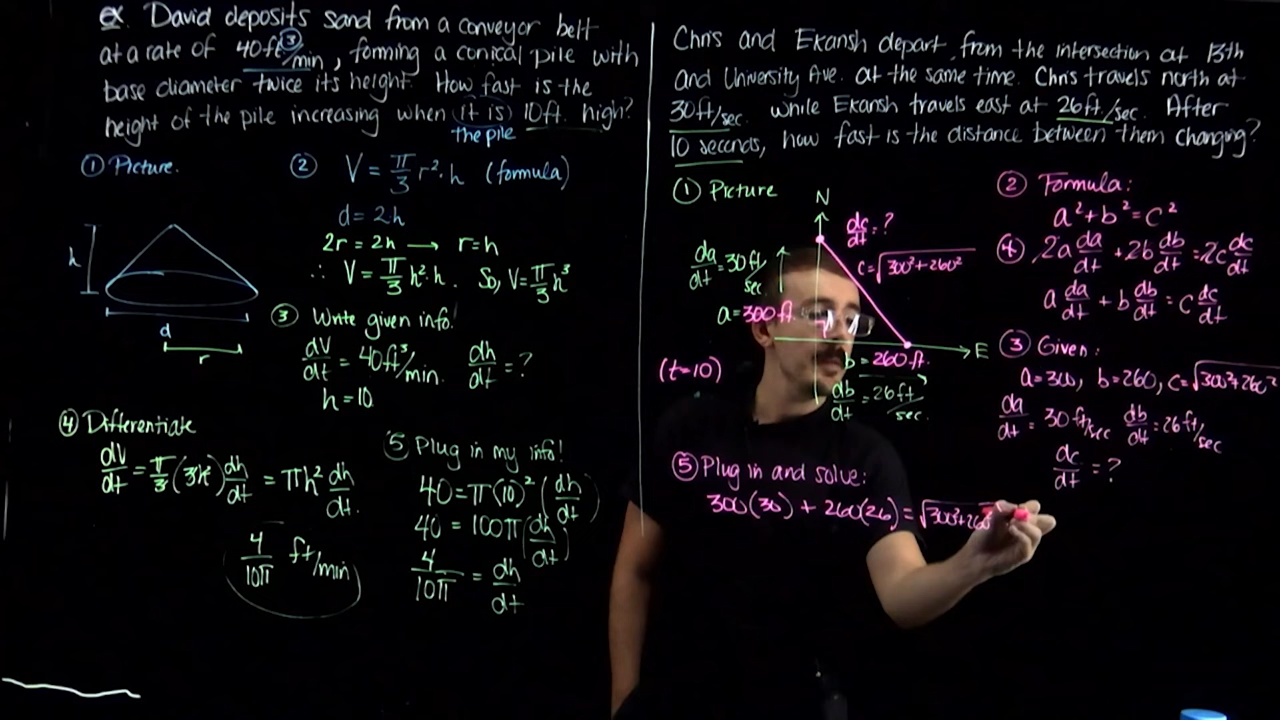 ex. David deposits sand from a conveyor belt
at a rate of 40ft³/min, forming a conical pile with
base diameter twice its height. How fast is the
height of the pile increasing when (it is) 10ft. high?
the pile
① Picture.
h
d
r
② V = π/3 r²·h (formula)
d = 2·h
2r = 2h → r = h
∴ V = π/3 h²·h. So, V = π/3 h³
③ Write given info!
dV/dt = 40ft³/min. dh/dt = ?
h = 10
④ Differentiate
dV/dt = π/3 (3h²) dh/dt = πh² dh/dt.
⑤ Plug in my info!
40 = π(10)² (dh/dt)
40 = 100π (dh/dt)
4/10π = dh/dt
4/10π ft/min
Chris and Ekansh depart from the intersection at 13th
and University Ave. at the same time. Chris travels north at
30ft/sec. while Ekansh travels east at 26ft/sec. After
10 seconds, how fast is the distance between them changing?
① Picture
N
dc/dt = ?
da/dt = 30ft/sec
c = √300²+260²
a = 300 ft
E
b = 260 ft.
(t=10)
db/dt = 26ft/sec.
② Formula:
a² + b² = c²
④ 2a da/dt + 2b db/dt = 2c dc/dt
a da/dt + b db/dt = c dc/dt
③ Given:
a = 300, b = 260, c = √300²+260²
da/dt = 30 ft/sec db/dt = 26ft/sec
dc/dt = ?
⑤ Plug in and solve:
300(30) + 260(26) = √300²+260²